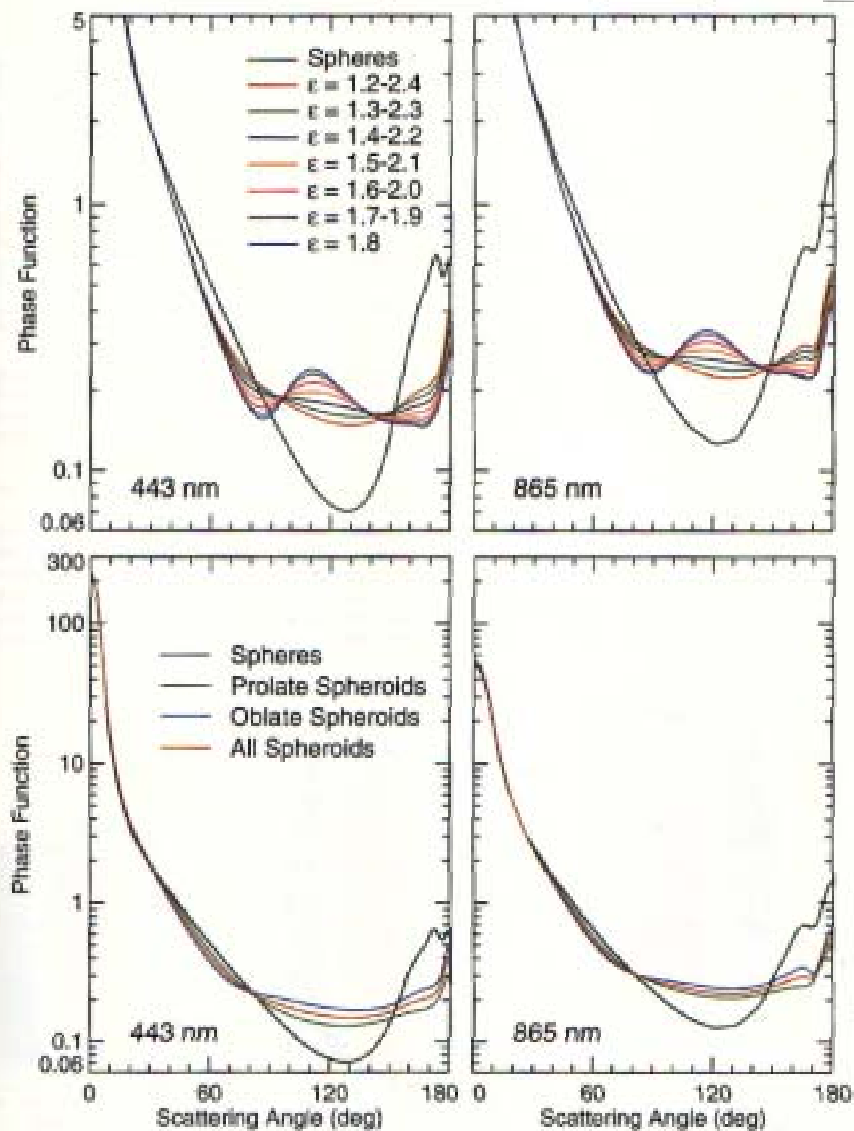 5
1
0.1
0.06
Phase Function
Spheres
ε = 1.2-2.4
ε = 1.3-2.3
ε = 1.4-2.2
ε = 1.5-2.1
ε = 1.6-2.0
ε = 1.7-1.9
ε = 1.8
443 nm
865 nm
300
100
10
1
0.1
0.06
Phase Function
Spheres
Prolate Spheroids
Oblate Spheroids
All Spheroids
443 nm
865 nm
0 60 120 180 0 60 120 180
Scattering Angle (deg) Scattering Angle (deg)